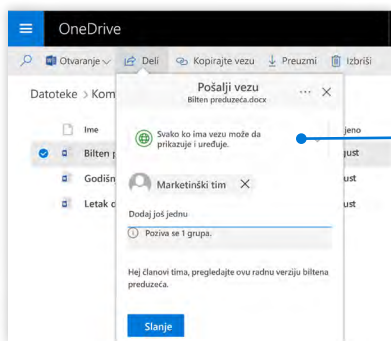 OneDrive
Otvaranje Deli Kopirajte vezu Preuzmi Izbriši
Datoteke > Kom
Pošalji vezu
Bilten preduzeća.docx
Ime
jeno
Svako ko ima vezu može da
prikazuje i uređuje.
Bilten p
gust
Godišn
ust
Letak o
ust
Marketinški tim X
Dodaj još jednu
Poziva se 1 grupa.
Hej članovi tima, pregledajte ovu radnu verziju biltena
preduzeća.
Slanje